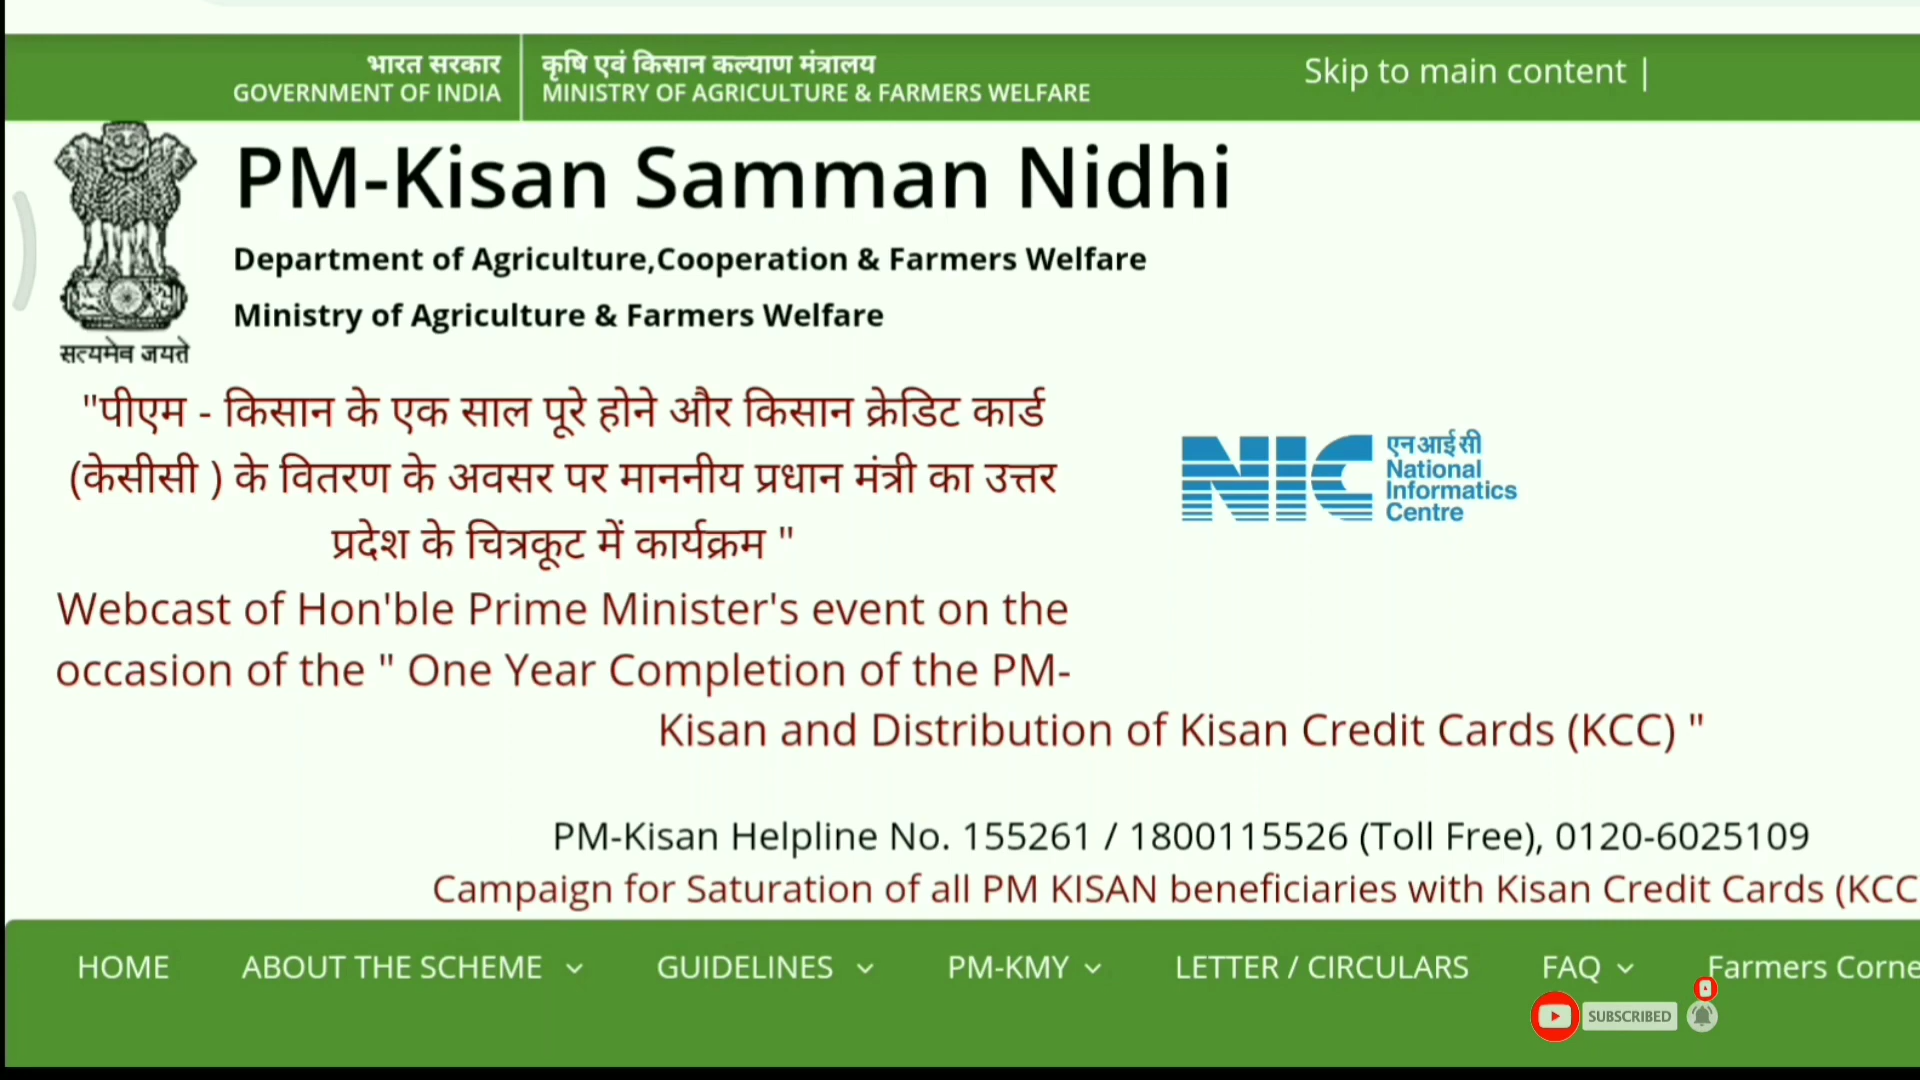 भारत सरकार
GOVERNMENT OF INDIA
कृषि एवं किसान कल्याण मंत्रालय
MINISTRY OF AGRICULTURE & FARMERS WELFARE
Skip to main content |
PM-Kisan Samman Nidhi
Department of Agriculture,Cooperation & Farmers Welfare
Ministry of Agriculture & Farmers Welfare
सत्यमेव जयते
"पीएम - किसान के एक साल पूरे होने और किसान क्रेडिट कार्ड
(केसीसी ) के वितरण के अवसर पर माननीय प्रधान मंत्री का उत्तर
प्रदेश के चित्रकूट में कार्यक्रम "
NIC
एन आई सी
National
Informatics
Centre
Webcast of Hon'ble Prime Minister's event on the
occasion of the " One Year Completion of the PM-
Kisan and Distribution of Kisan Credit Cards (KCC) "
PM-Kisan Helpline No. 155261 / 1800115526 (Toll Free), 0120-6025109
Campaign for Saturation of all PM KISAN beneficiaries with Kisan Credit Cards (KCC
HOME ABOUT THE SCHEME GUIDELINES PM-KMY LETTER / CIRCULARS FAQ Farmers Corne
SUBSCRIBED